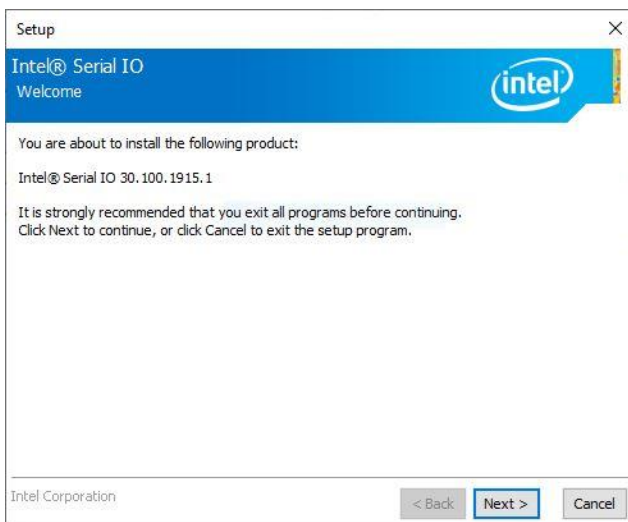 Setup
Intel® Serial IO
Welcome
intel
You are about to install the following product:
Intel® Serial IO 30.100.1915.1
It is strongly recommended that you exit all programs before continuing.
Click Next to continue, or click Cancel to exit the setup program.
Intel Corporation
< Back Next > Cancel